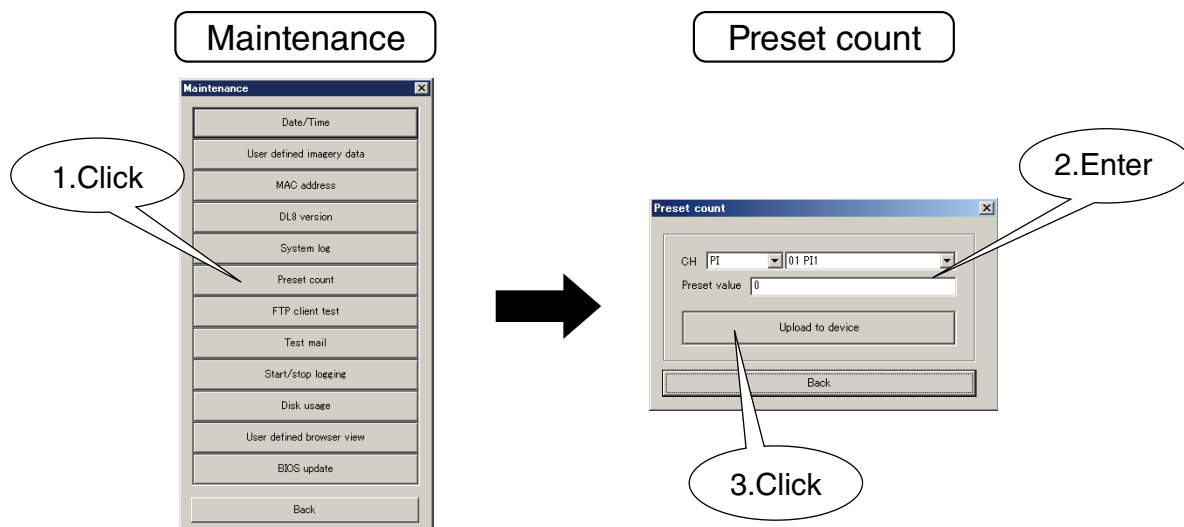 Maintenance
Preset count
Maintenance
Date/Time
User defined imagery data
MAC address
DL8 version
System log
Preset count
FTP client test
Test mail
Start/stop logging
Disk usage
User defined browser view
BIOS update
Back
1.Click
Preset count
CH PI 01 PI1
Preset value 0
Upload to device
Back
2.Enter
3.Click